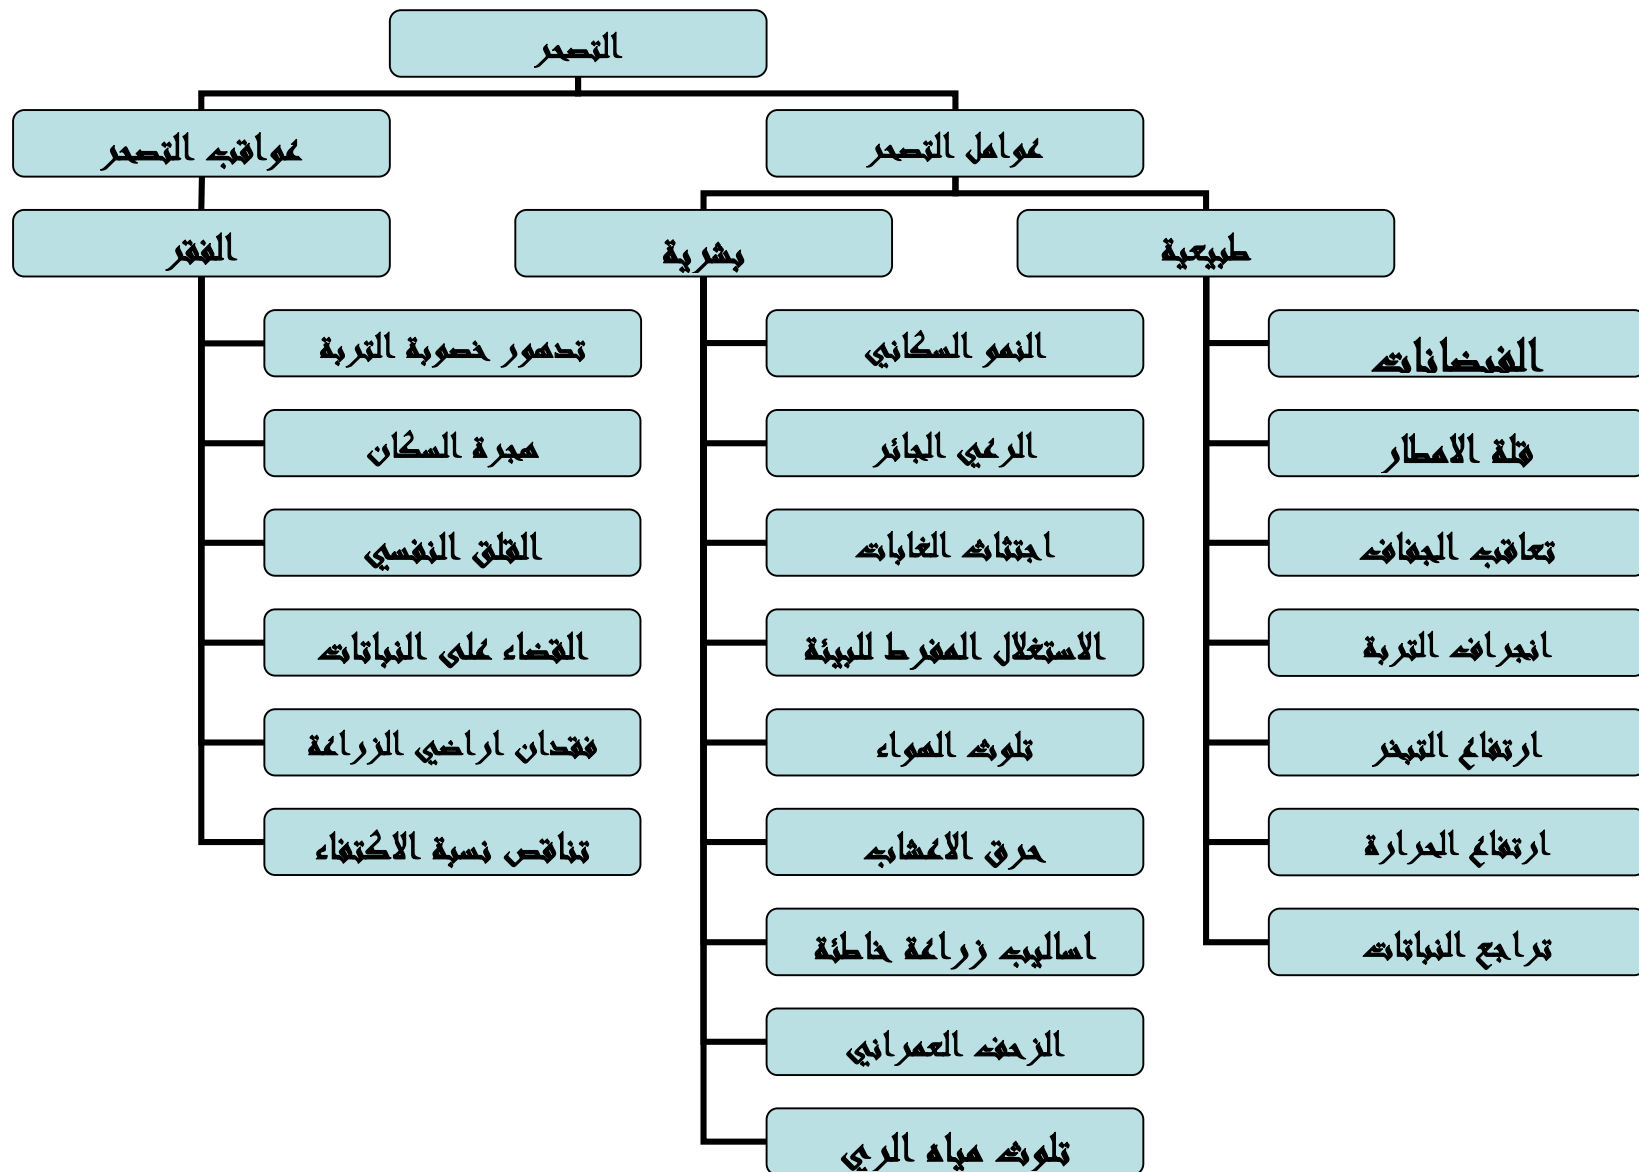 التصحر
عوامل التصحر
عواقب التصحر
طبيعية
بشرية
الفقر
الفيضانات
النمو السكاني
تدهور خصوبة التربة
قلة الامطار
الرعي الجائر
هجرة السكان
تعاقب الجفاف
اجتثاث الغابات
القلق النفسي
انجراف التربة
الاستغلال المفرط للبيئة
القضاء على النباتات
ارتفاع التبخر
تلوث الهواء
فقدان اراضي الزراعة
ارتفاع الحرارة
حرق الاعشاب
تناقص نسبة الاكتفاء
تراجع النباتات
اساليب زراعة خاطئة
الزحف العمراني
تلوث مياه الري